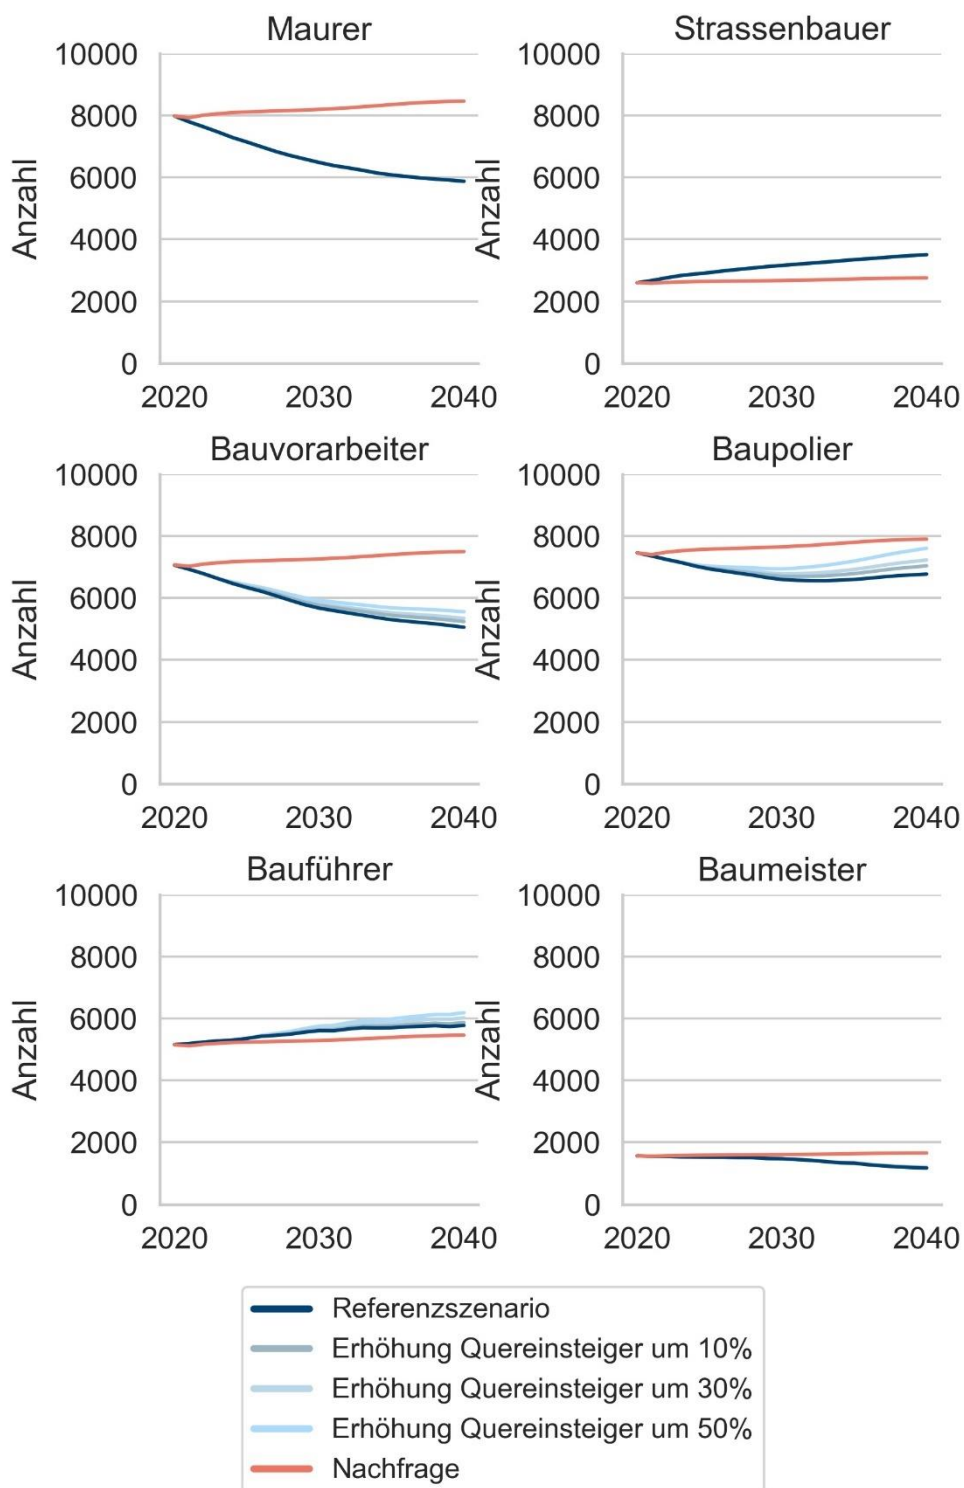 Maurer
10000
8000
6000
4000
2000
0
Anzahl
2020 2030 2040
Strassenbauer
10000
8000
6000
4000
2000
0
Anzahl
2020 2030 2040
Bauvorarbeiter
10000
8000
6000
4000
2000
0
Anzahl
2020 2030 2040
Baupolier
10000
8000
6000
4000
2000
0
Anzahl
2020 2030 2040
Bauführer
10000
8000
6000
4000
2000
0
Anzahl
2020 2030 2040
Baumeister
10000
8000
6000
4000
2000
0
Anzahl
2020 2030 2040
Referenzszenario
Erhöhung Quereinsteiger um 10%
Erhöhung Quereinsteiger um 30%
Erhöhung Quereinsteiger um 50%
Nachfrage